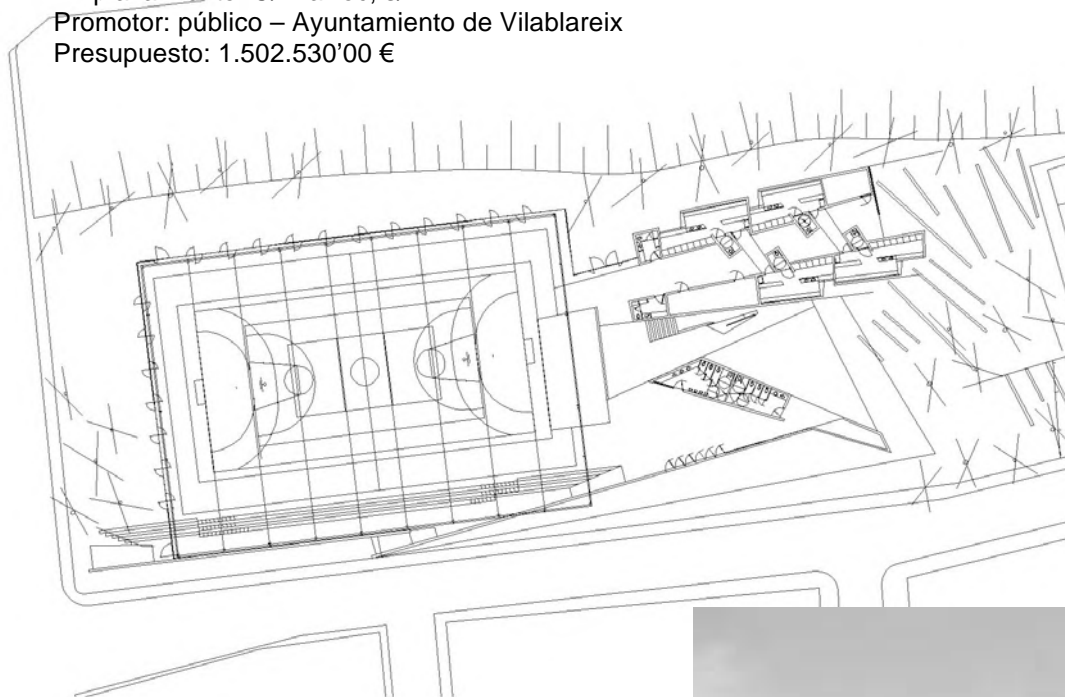 Promotor: público – Ayuntamiento de Vilablareix
Presupuesto: 1.502.530’00 €